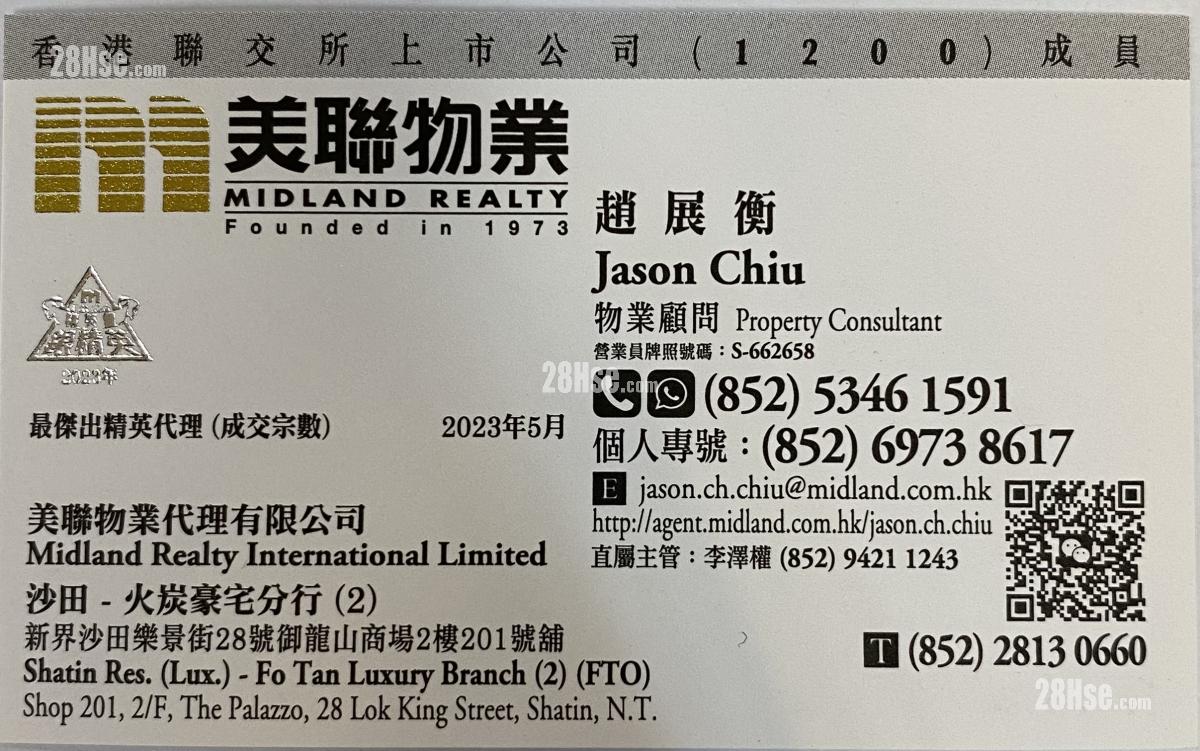 香港聯交所上市公司(1200)成員
28Hse.com
美聯物業
MIDLAND REALTY
Founded in 1973
趙展衡
Jason Chiu
物業顧問 Property Consultant
營業員牌照號碼：S-662658
28Hse.com
(852) 5346 1591
個人專號：(852) 6973 8617
E jason.ch.chiu@midland.com.hk
http://agent.midland.com.hk/jason.ch.chiu
直屬主管：李澤權 (852) 9421 1243
T (852) 2813 0660
精英
2023年
最傑出精英代理 (成交宗數) 2023年5月
美聯物業代理有限公司
Midland Realty International Limited
沙田 - 火炭豪宅分行 (2)
新界沙田樂景街28號御龍山商場2樓201號舖
Shatin Res. (Lux.) - Fo Tan Luxury Branch (2) (FTO)
Shop 201, 2/F, The Palazzo, 28 Lok King Street, Shatin, N.T.
28Hse.com